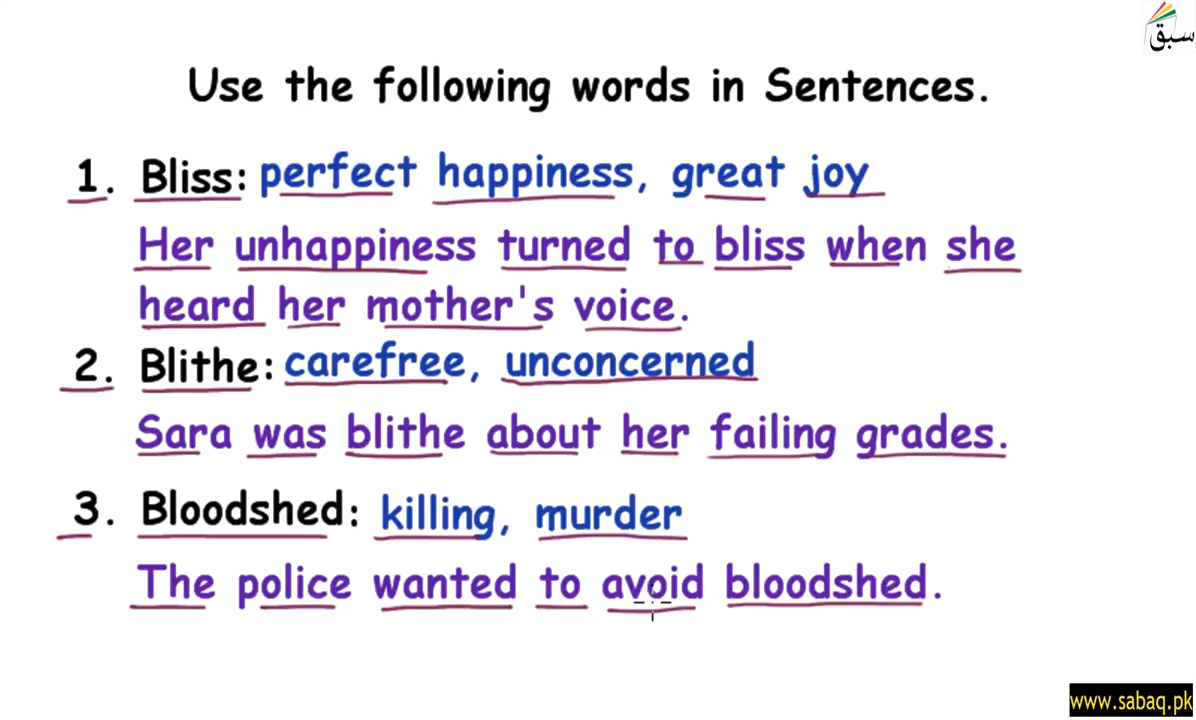 سبق
Use the following words in Sentences.
1. Bliss: perfect happiness, great joy
Her unhappiness turned to bliss when she
heard her mother's voice.
2. Blithe: carefree, unconcerned
Sara was blithe about her failing grades.
3. Bloodshed: killing, murder
The police wanted to avoid bloodshed.
www.sabaq.pk